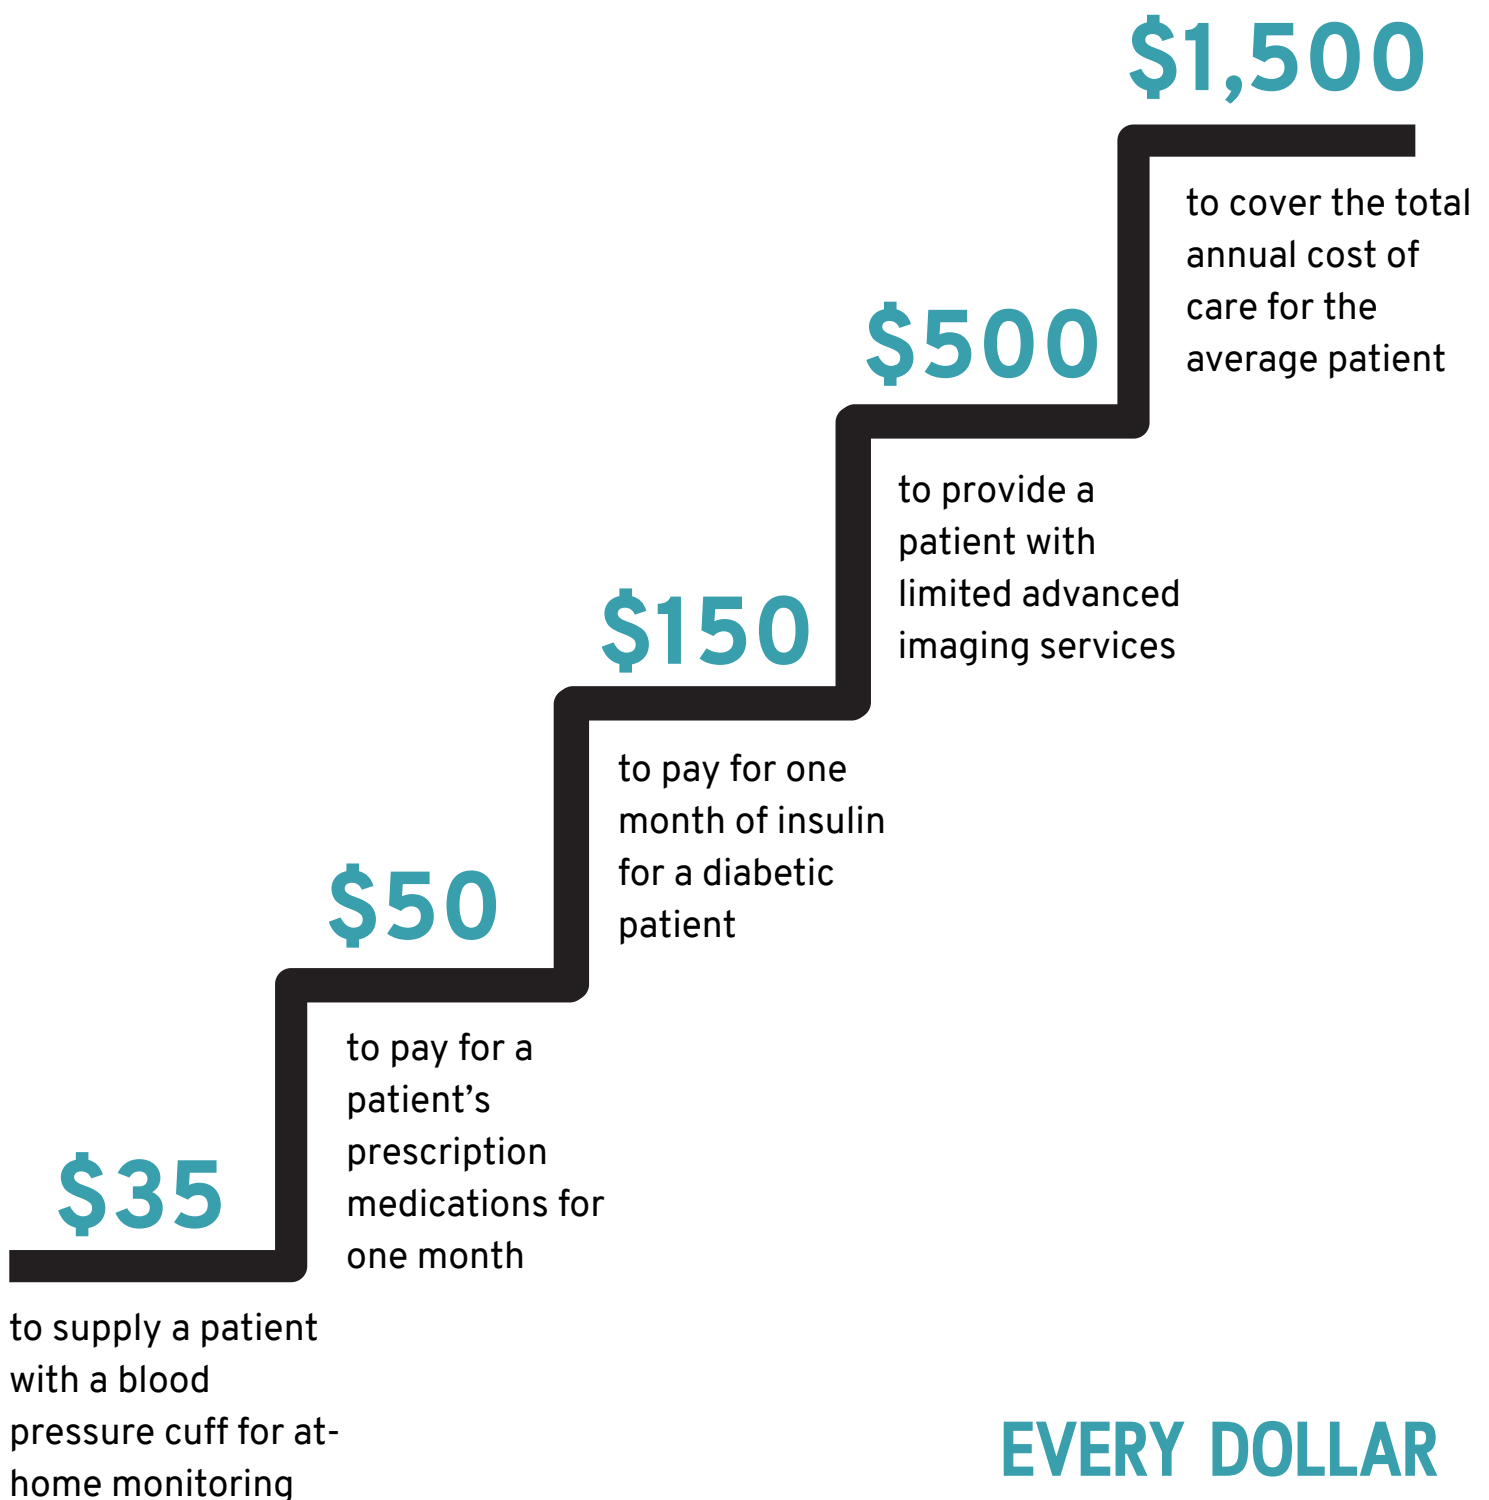 $1,500
to cover the total
annual cost of
care for the
average patient
$500
to provide a
patient with
limited advanced
imaging services
$150
to pay for one
month of insulin
for a diabetic
patient
$50
to pay for a
patient’s
prescription
medications for
one month
$35
to supply a patient
with a blood
pressure cuff for at-
home monitoring
EVERY DOLLAR